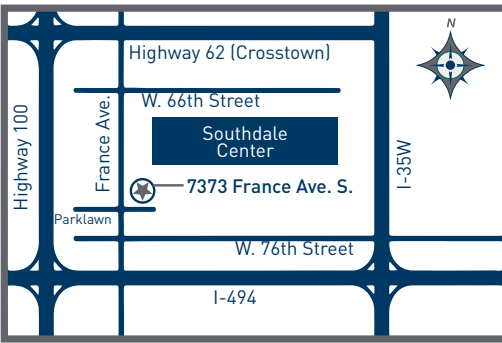 N
Highway 62 (Crosstown)
W. 66th Street
Highway 100
France Ave.
Southdale
Center
I-35W
7373 France Ave. S.
Parklawn
W. 76th Street
I-494